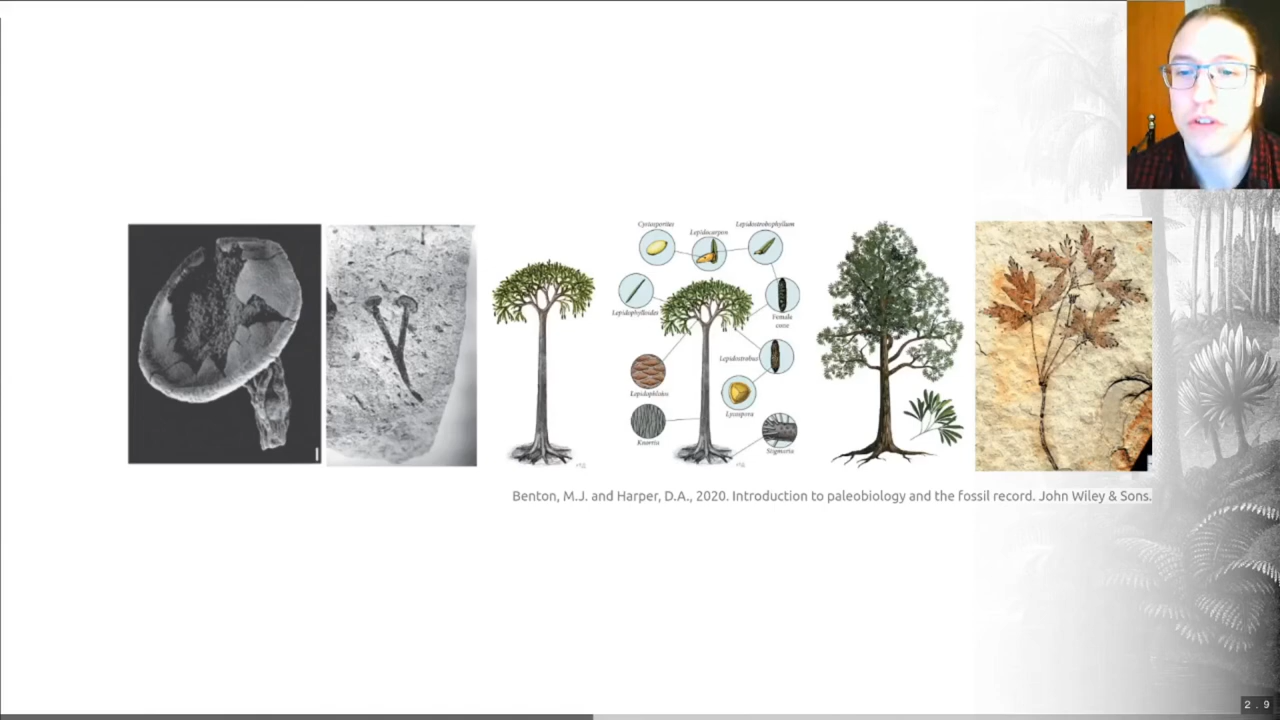 Cyclosporites
Lepidocarpon
Lepidostrobophyllum
Lepidophylloides
Female
cone
Lepidostrobus
Lepidophloios
Lycospora
Knorria
Stigmaria
Benton, M.J. and Harper, D.A., 2020. Introduction to paleobiology and the fossil record. John Wiley & Sons.
2 . 9